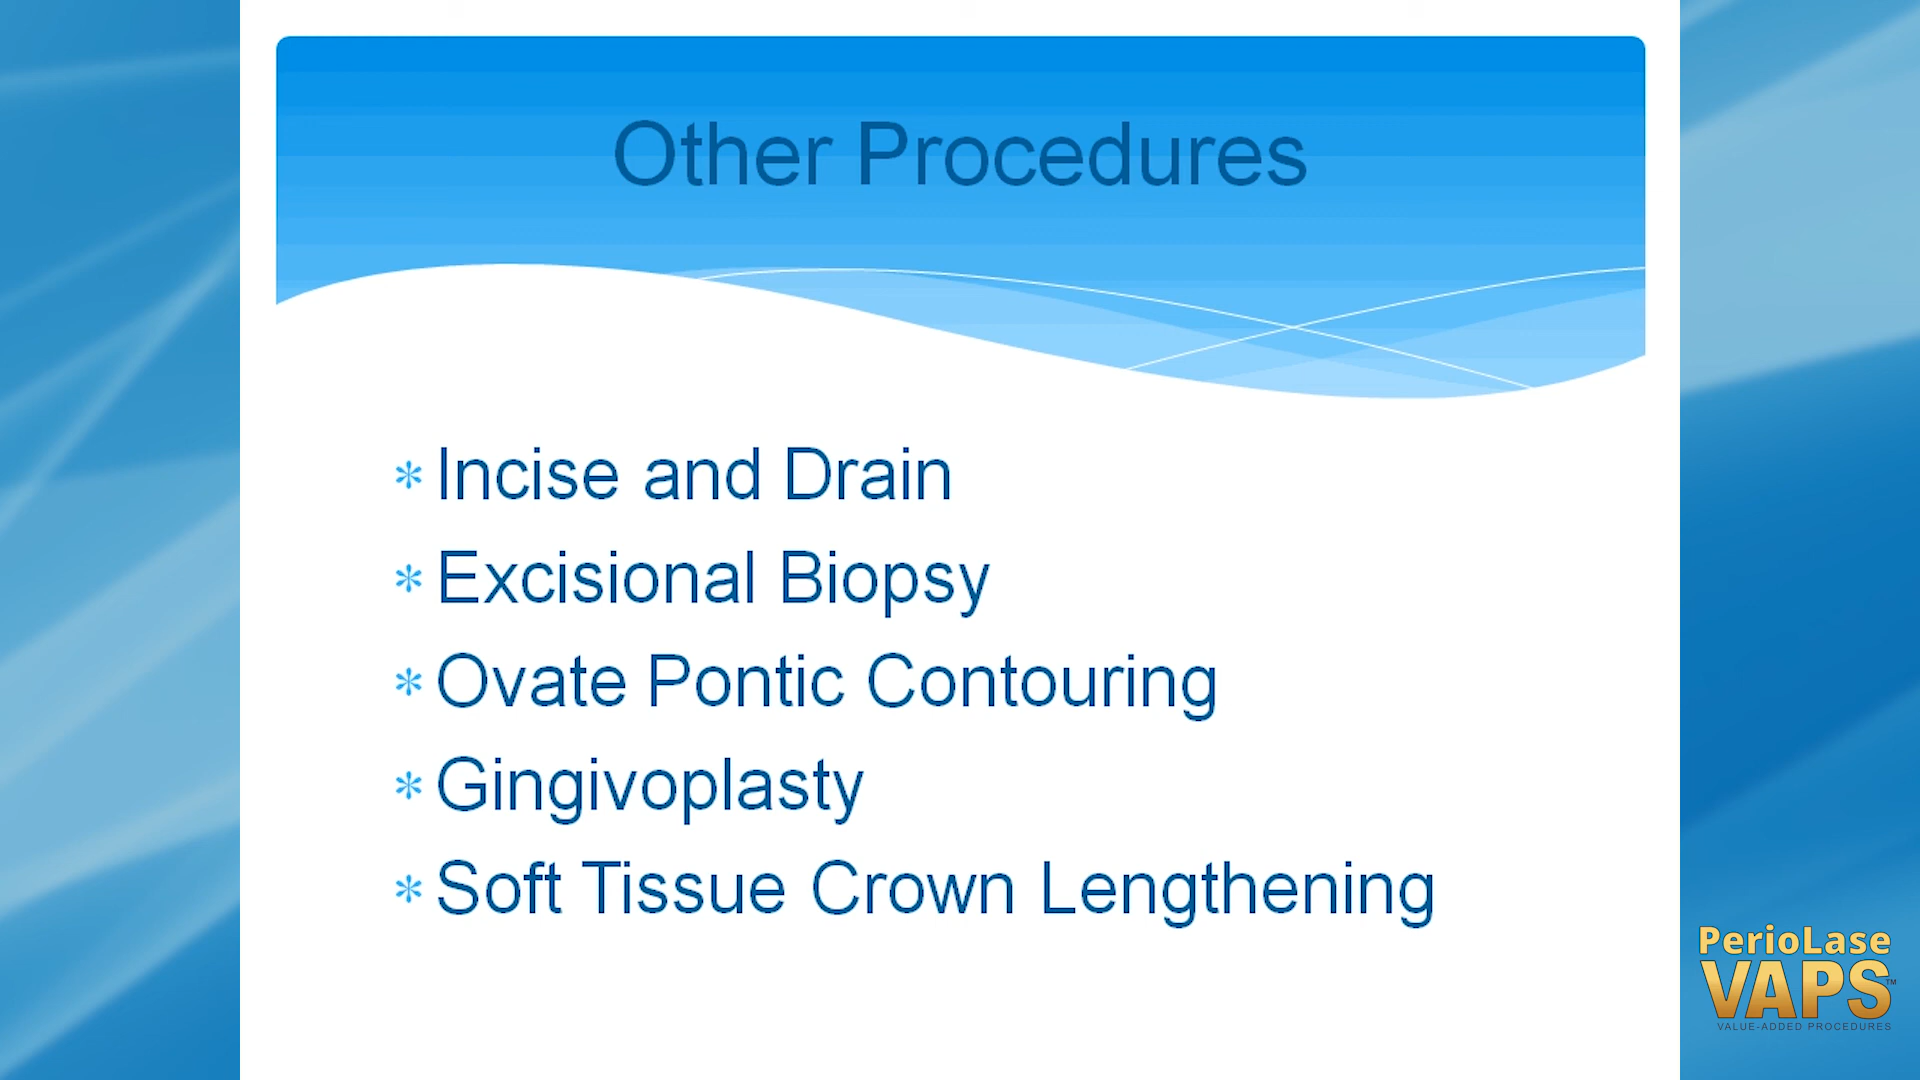 Other Procedures
* Incise and Drain
* Excisional Biopsy
* Ovate Pontic Contouring
* Gingivoplasty
* Soft Tissue Crown Lengthening
PerioLase
VAPS™
VALUE-ADDED PROCEDURES